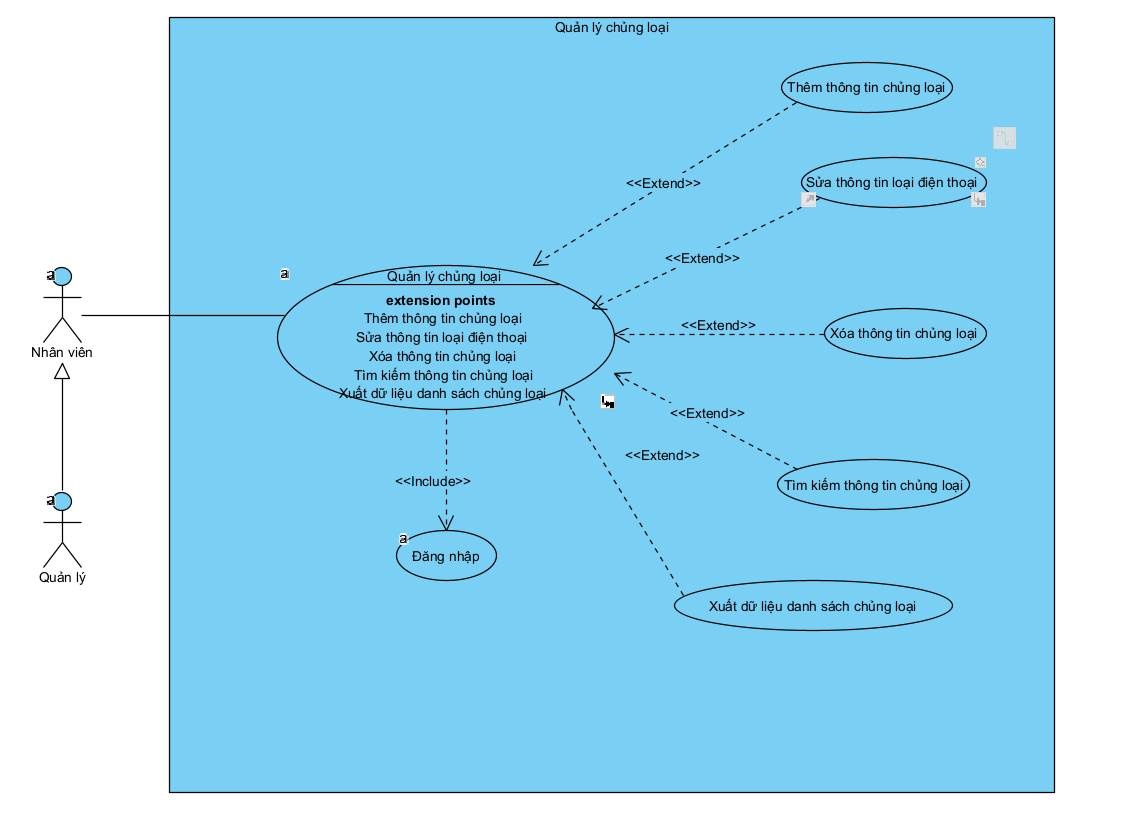 Quản lý chủng loại
Thêm thông tin chủng loại
<<Extend>>
Sửa thông tin loại điện thoại
<<Extend>>
a
a
Quản lý chủng loại
extension points
Thêm thông tin chủng loại
Sửa thông tin loại điện thoại
Xóa thông tin chủng loại
Tìm kiếm thông tin chủng loại
Xuất dữ liệu danh sách chủng loại
<<Extend>>
Xóa thông tin chủng loại
Nhân viên
<<Extend>>
<<Extend>>
Tìm kiếm thông tin chủng loại
<<Include>>
a
a
Đăng nhập
Quản lý
Xuất dữ liệu danh sách chủng loại